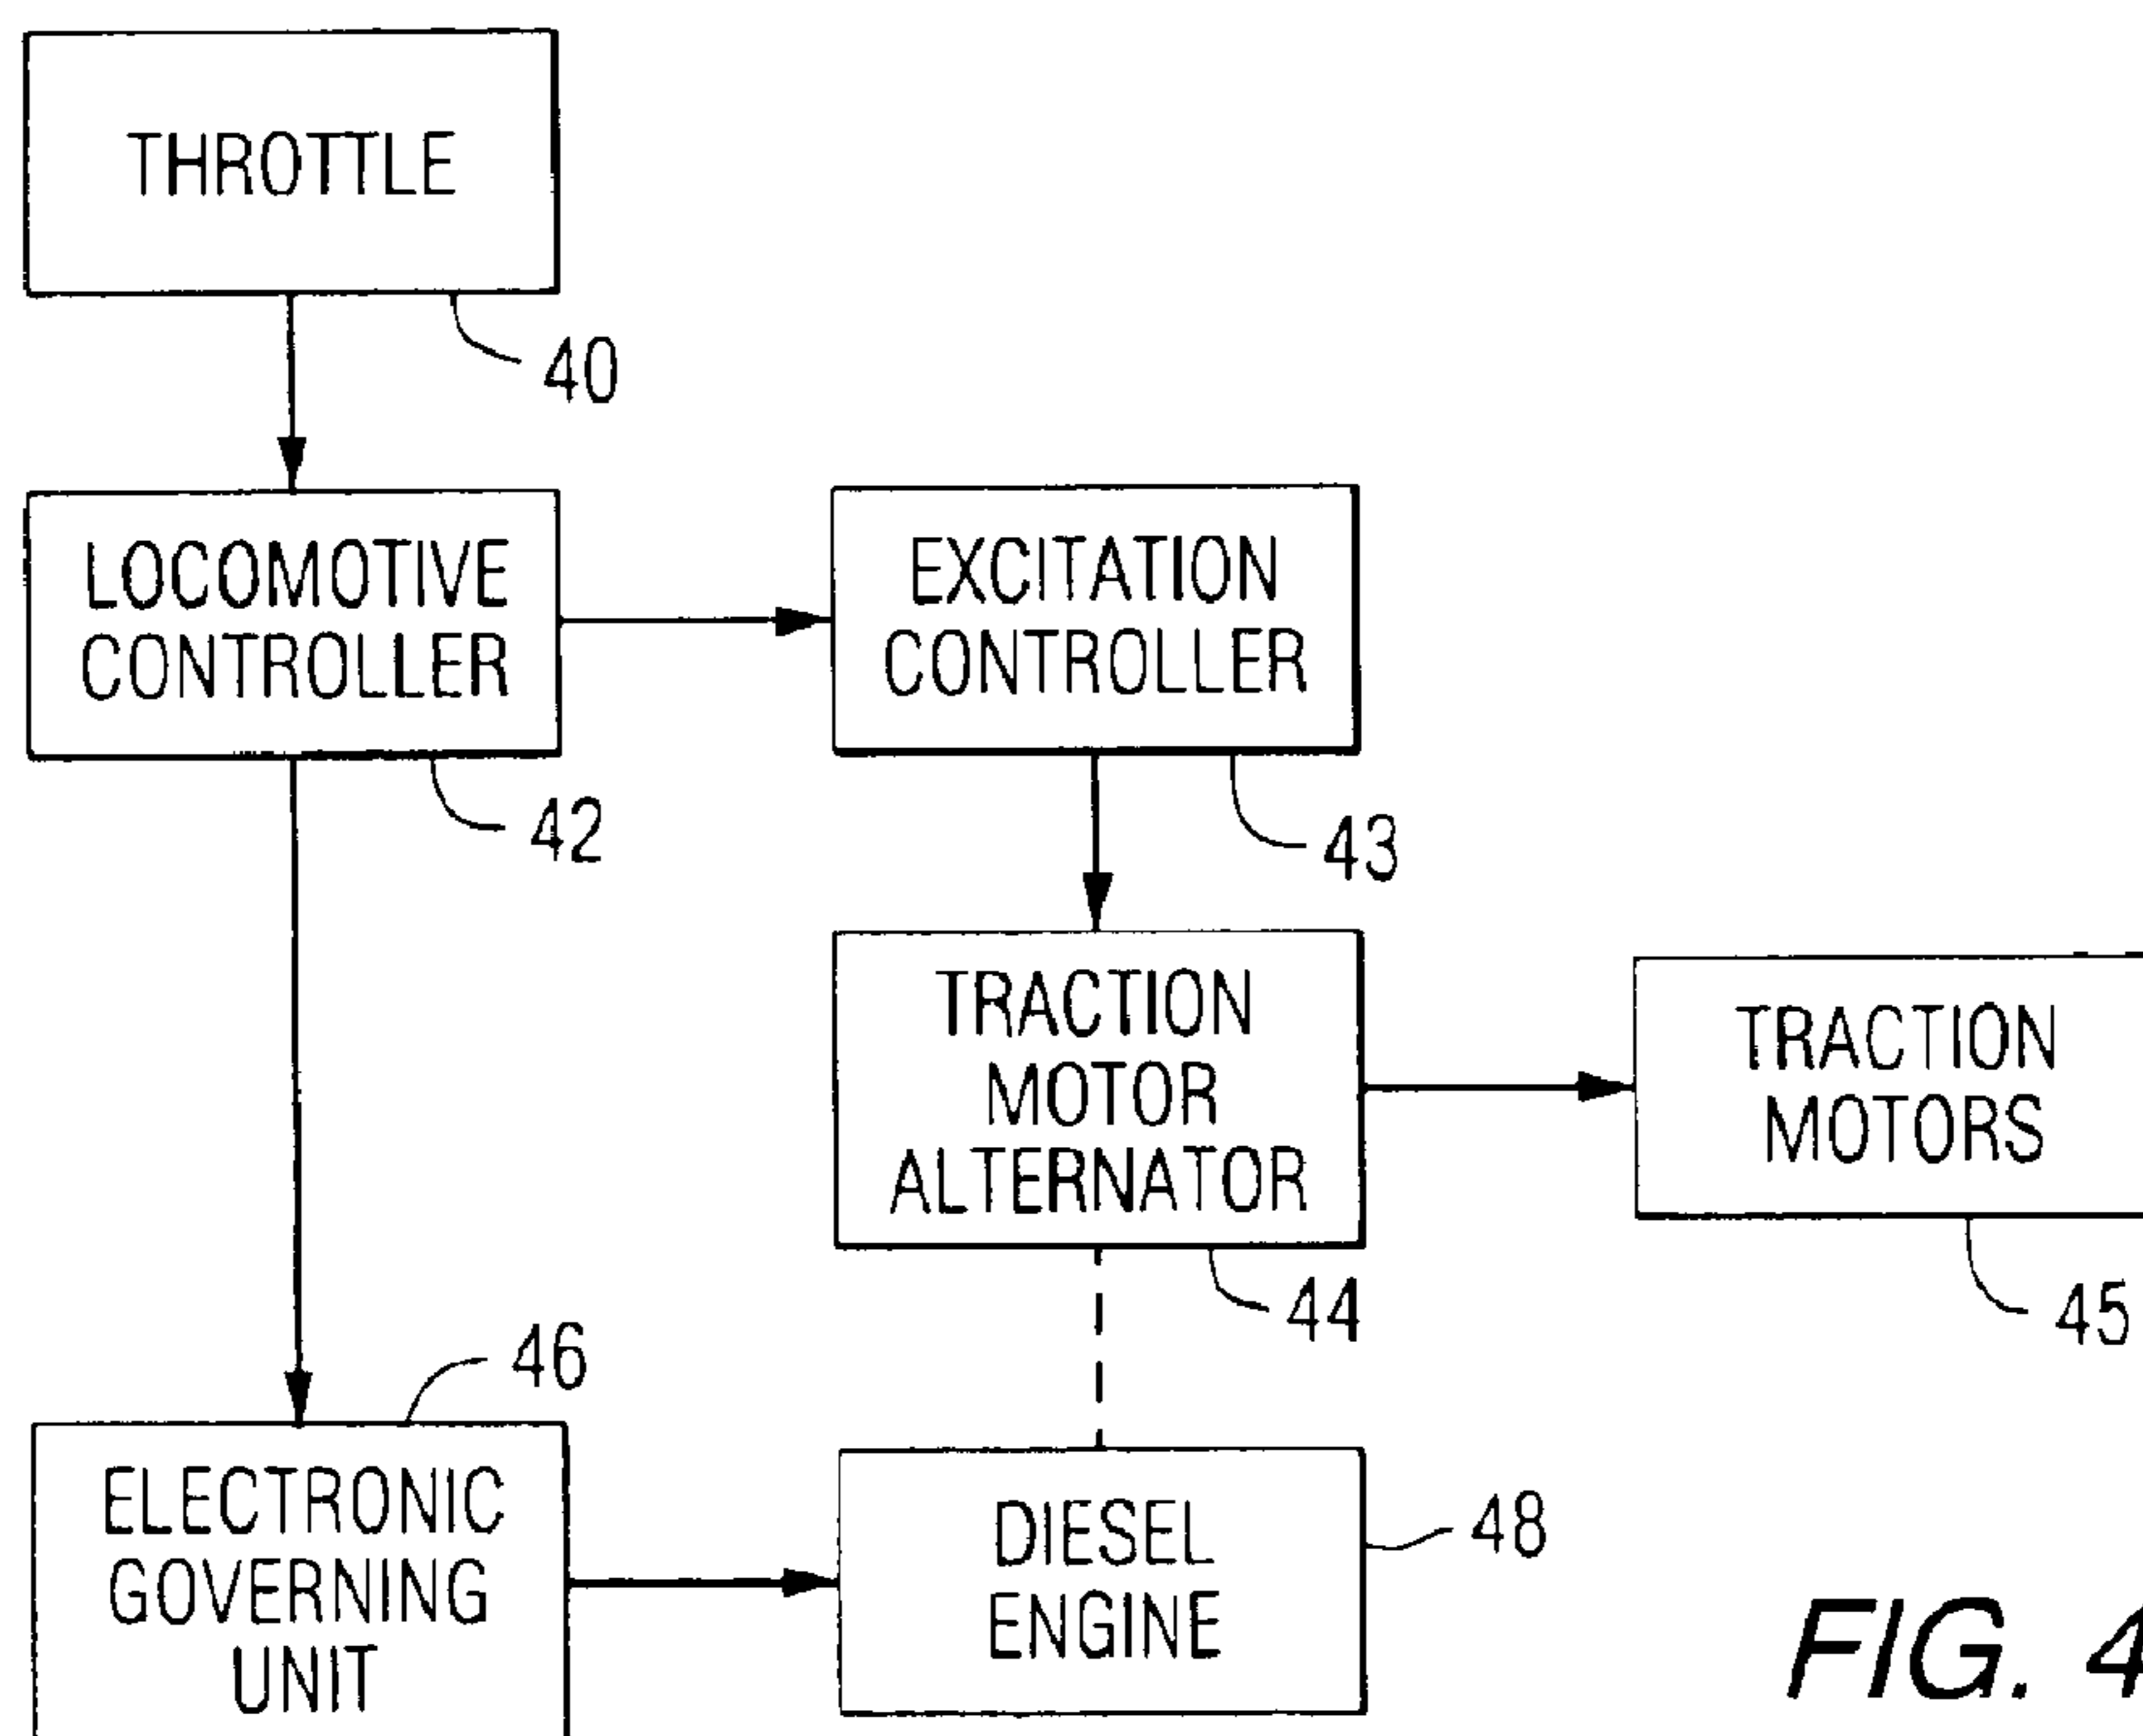 THROTTLE
40
LOCOMOTIVE
CONTROLLER
42
EXCITATION
CONTROLLER
43
TRACTION
MOTOR
ALTERNATOR
44
TRACTION
MOTORS
45
46
ELECTRONIC
GOVERNING
UNIT
DIESEL
ENGINE
48
FIG. 4